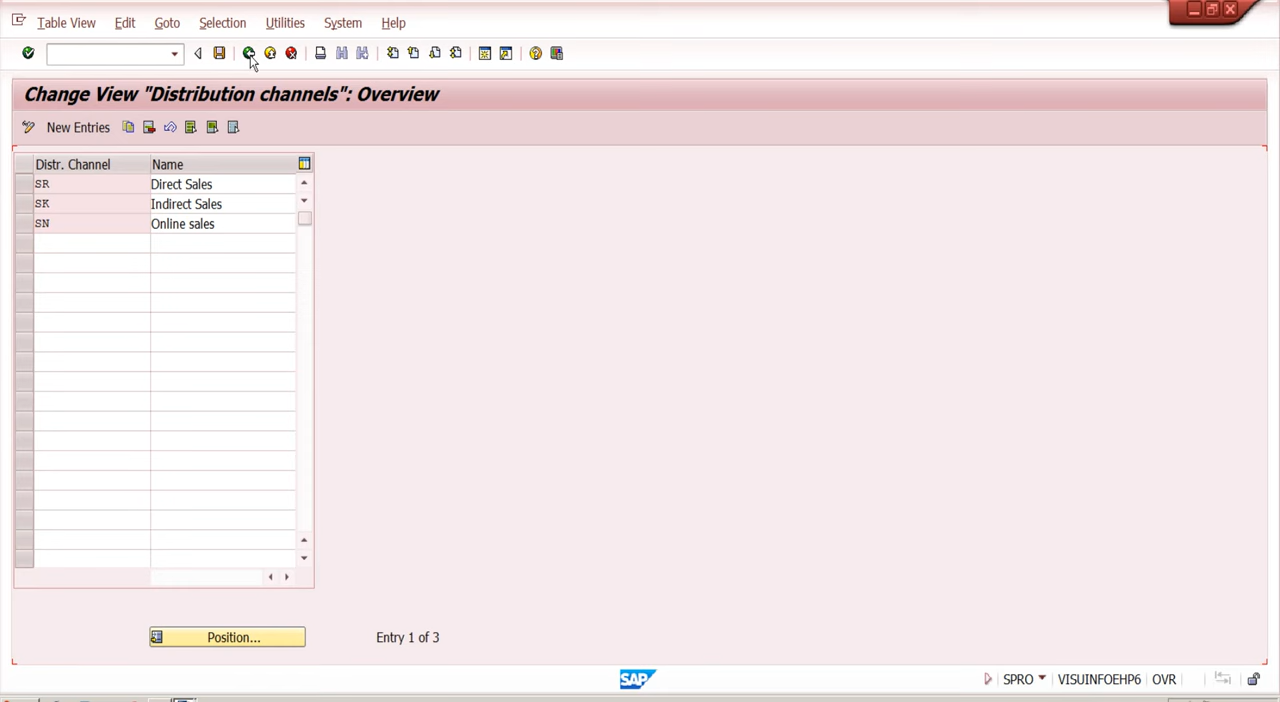 Table View Edit Goto Selection Utilities System Help
Change View "Distribution channels": Overview
New Entries
Distr. Channel Name
SR Direct Sales
SK Indirect Sales
SN Online sales
Position... Entry 1 of 3
SAP SPRO VISUINFOEHP6 OVR